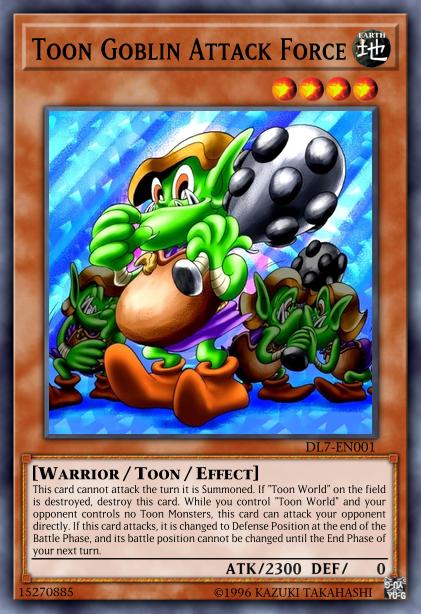 TOON GOBLIN ATTACK FORCE
EARTH
地
DL7-EN001
[WARRIOR / TOON / EFFECT]
This card cannot attack the turn it is Summoned. If "Toon World" on the field
is destroyed, destroy this card. While you control "Toon World" and your
opponent controls no Toon Monsters, this card can attack your opponent
directly. If this card attacks, it is changed to Defense Position at the end of the
Battle Phase, and its battle position cannot be changed until the End Phase of
your next turn.
ATK/2300 DEF/ 0
15270885
©1996 KAZUKI TAKAHASHI